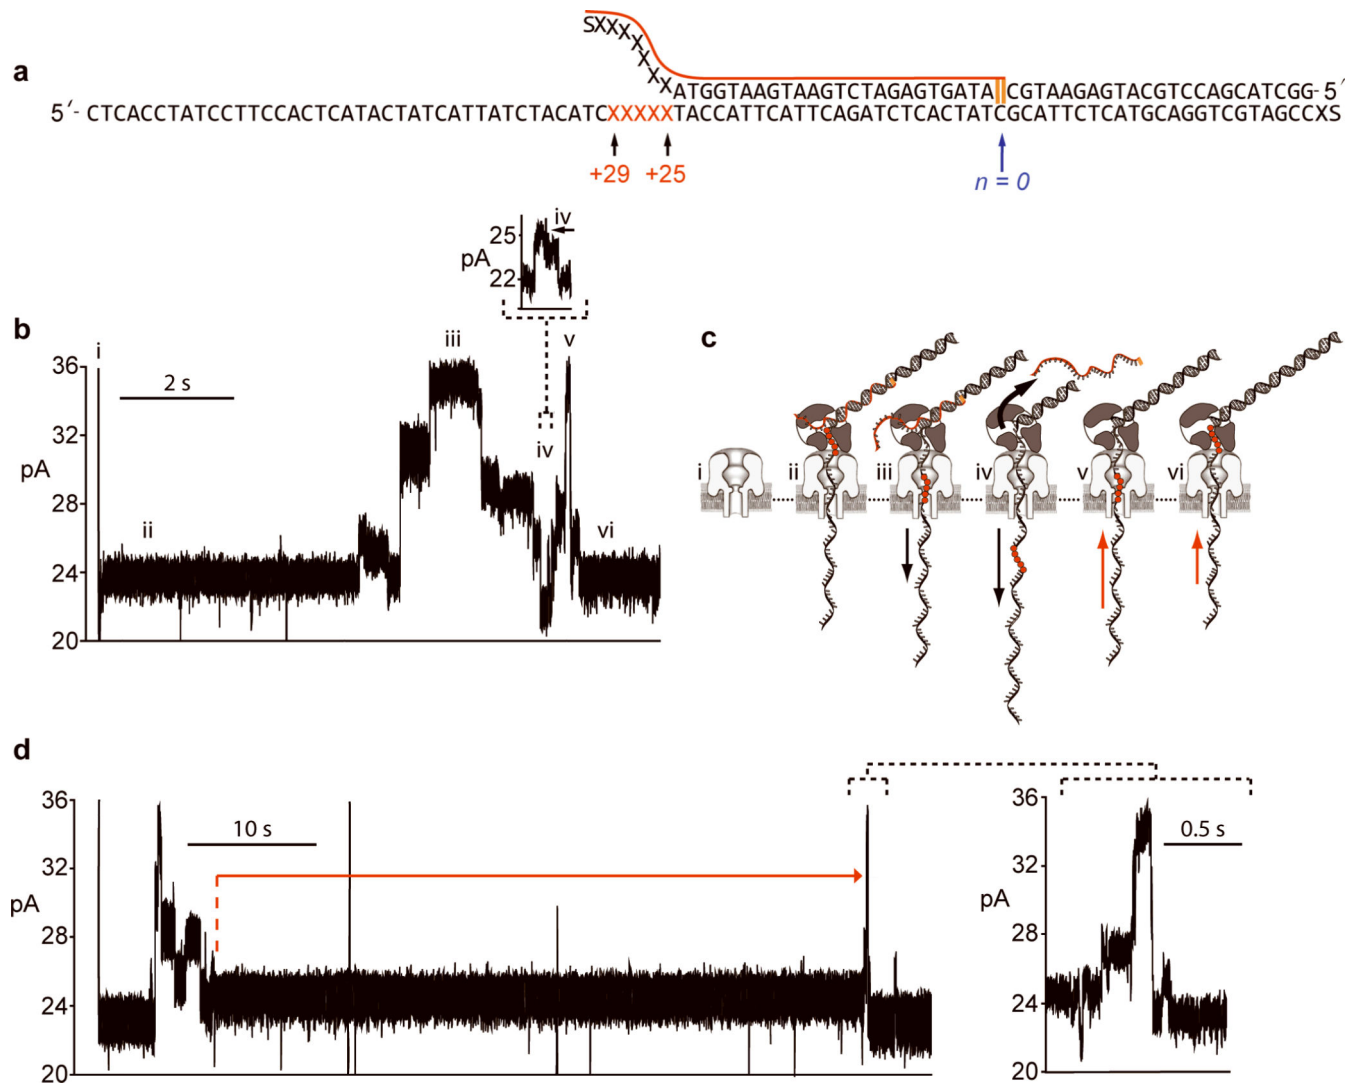 a
SXXXXXXXX
ATGGTAAGTAAGTCTAGAGTGATA CGTAAGAGTACGTCCAGCATCGG-5′
5′- CTCACCTATCCTTCCACTCATACTATCATTATCTACATCXXXXXTACCATTCATTCAGATCTCACTATCGCATTCTCATGCAGGTCGTAGCCXS
+29 +25 n = 0
b
pA
25
22
iv
pA
36
32
28
24
20
i
2 s
ii
iii
iv
v
vi
c
i
ii
iii
iv
v
vi
d
pA
36
32
28
24
20
10 s
pA
36
32
28
24
20
0.5 s